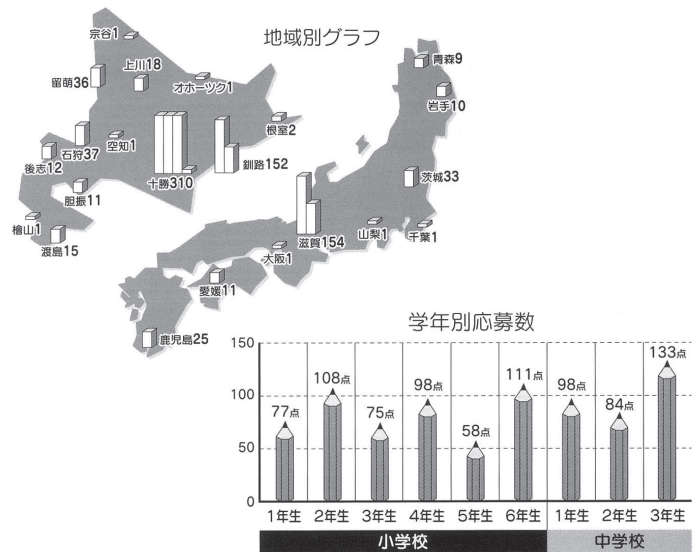 地域別グラフ
宗谷1
上川18
オホーツク1
留萌36
根室2
空知1
石狩37
後志12
釧路152
十勝310
胆振11
檜山1
渡島15
青森9
岩手10
茨城33
滋賀154
山梨1
千葉1
大阪1
愛媛11
鹿児島25
学年別応募数
150
100
50
0
77点
108点
75点
98点
58点
111点
98点
84点
133点
1年生 2年生 3年生 4年生 5年生 6年生 1年生 2年生 3年生
小学校 中学校